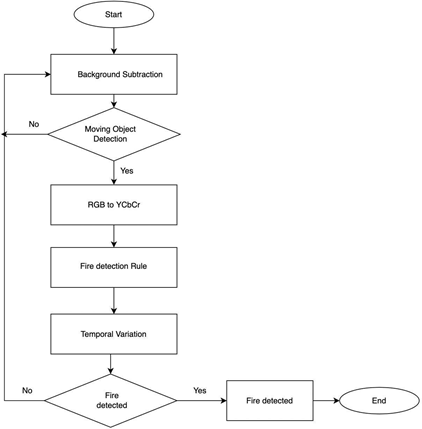 Start
Background Subtraction
No
Moving Object
Detection
Yes
RGB to YCbCr
Fire detection Rule
Temporal Variation
No
Fire
detected
Yes
Fire detected
End